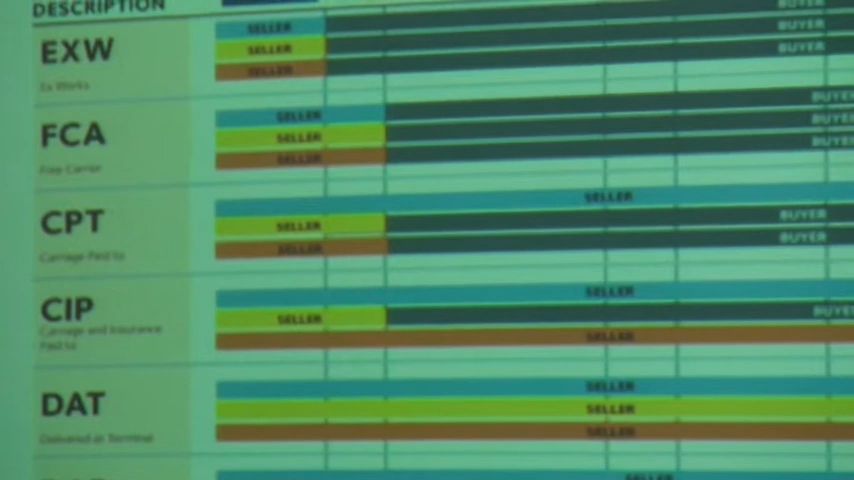 DESCRIPTION
BUYER
SELLER BUYER
EXW SELLER BUYER
SELLER
Ex Works
BUYER
SELLER BUYER
FCA SELLER BUYER
SELLER
Free Carrier
SELLER
CPT SELLER BUYER
SELLER BUYER
Carriage Paid to
SELLER
CIP SELLER BUYER
Carriage and Insurance
Paid to
SELLER
SELLER
DAT SELLER
SELLER
Delivered at Terminal
SELLER